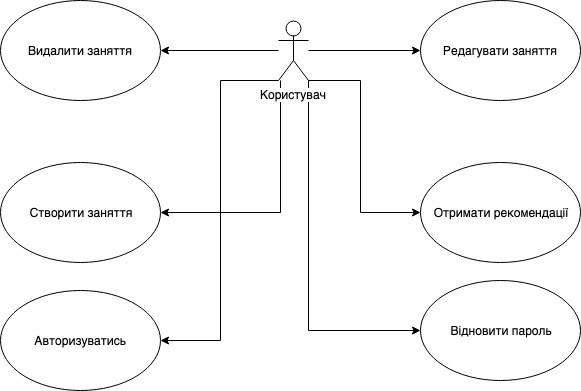 Видалити заняття
Редагувати заняття
Користувач
Створити заняття
Отримати рекомендації
Авторизуватись
Відновити пароль